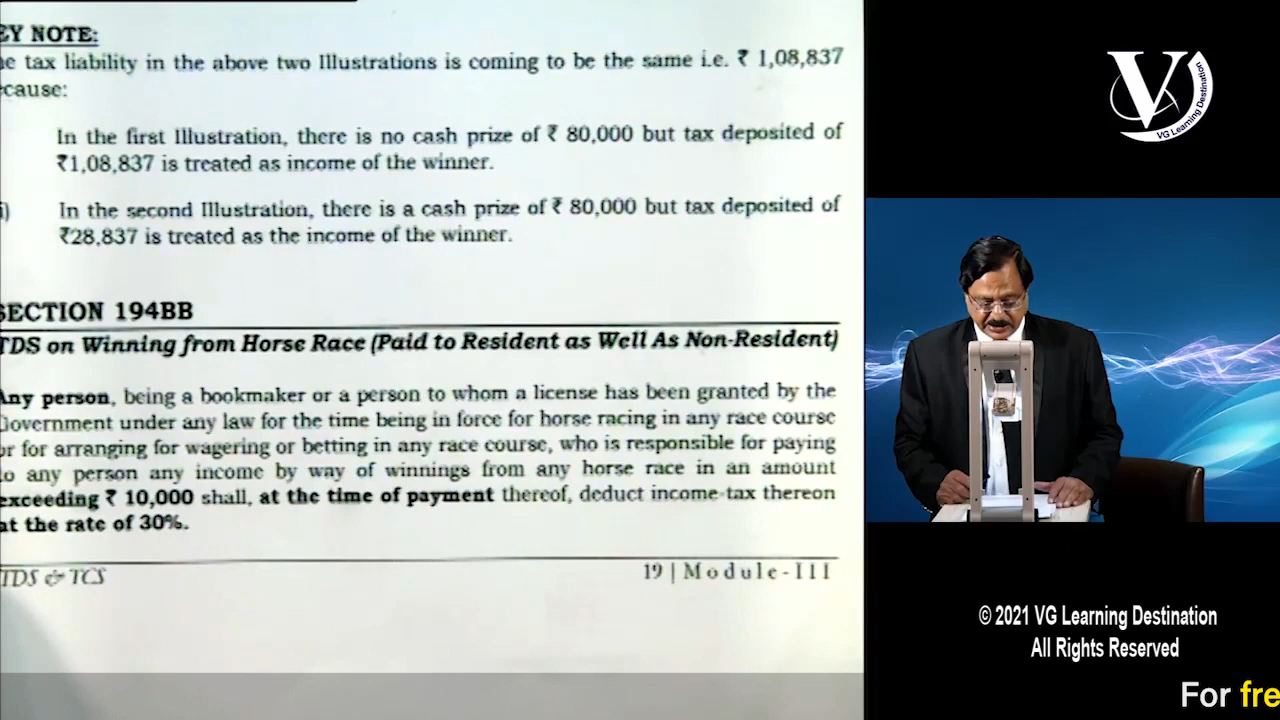 EY NOTE:
e tax liability in the above two Illustrations is coming to be the same i.e. ₹ 1,08,837
cause:
In the first Illustration, there is no cash prize of ₹ 80,000 but tax deposited of
₹1,08,837 is treated as income of the winner.
i) In the second Illustration, there is a cash prize of ₹ 80,000 but tax deposited of
₹28,837 is treated as the income of the winner.
SECTION 194BB
TDS on Winning from Horse Race (Paid to Resident as Well As Non-Resident)
Any person, being a bookmaker or a person to whom a license has been granted by the
Government under any law for the time being in force for horse racing in any race course
or for arranging for wagering or betting in any race course, who is responsible for paying
to any person any income by way of winnings from any horse race in an amount
exceeding ₹ 10,000 shall, at the time of payment thereof, deduct income-tax thereon
at the rate of 30%.
TDS & TCS
19 | Module-III
V
VG Learning Destination
© 2021 VG Learning Destination
All Rights Reserved
For fre